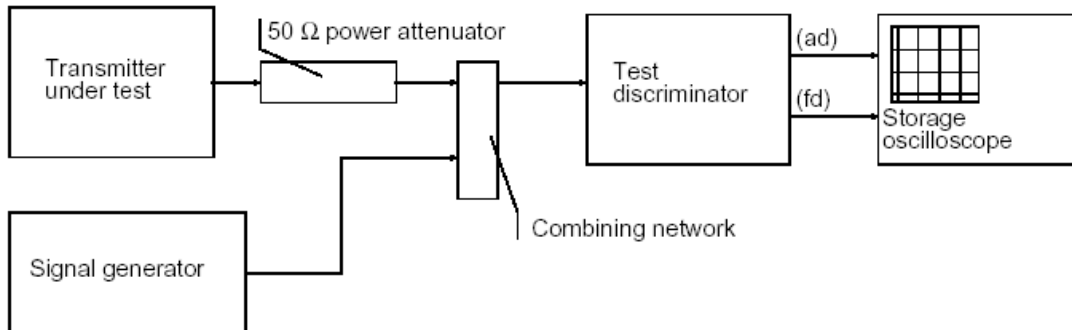 50 Ω power attenuator
Transmitter
under test
Test
discriminator
(ad)
(fd)
Storage
oscilloscope
Combining network
Signal generator